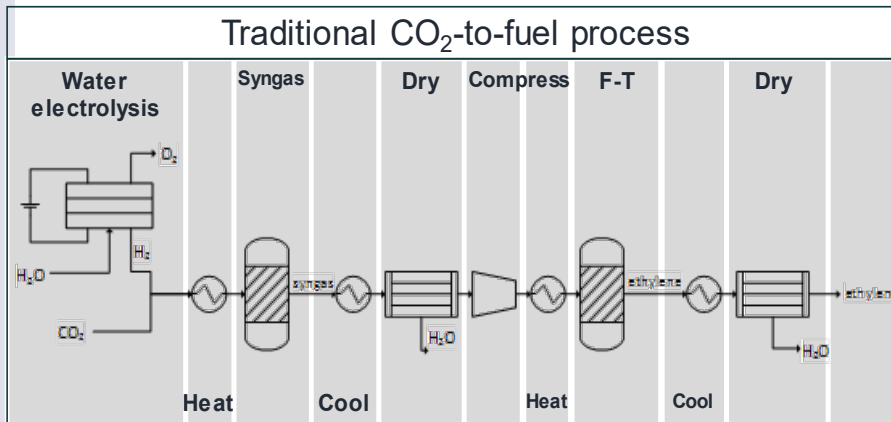 Traditional CO₂-to-fuel process
Water
electrolysis
Syngas
Dry
Compress
F-T
Dry
O₂
H₂
H₂O
CO₂
syngas
H₂O
ethylene
H₂O
ethylen
Heat
Cool
Heat
Cool